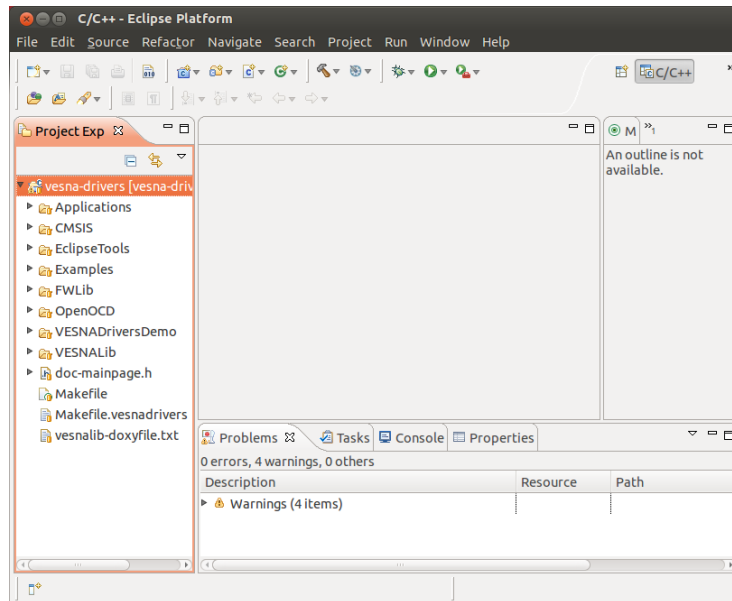 C/C++ - Eclipse Platform
File Edit Source Refactor Navigate Search Project Run Window Help
C/C++
Project Exp
vesna-drivers [vesna-driv
Applications
CMSIS
EclipseTools
Examples
FWLib
OpenOCD
VESNADriversDemo
VESNALib
doc-mainpage.h
Makefile
Makefile.vesnadrivers
vesnalib-doxyfile.txt
M »1
An outline is not
available.
Problems Tasks Console Properties
0 errors, 4 warnings, 0 others
Description Resource Path
Warnings (4 items)